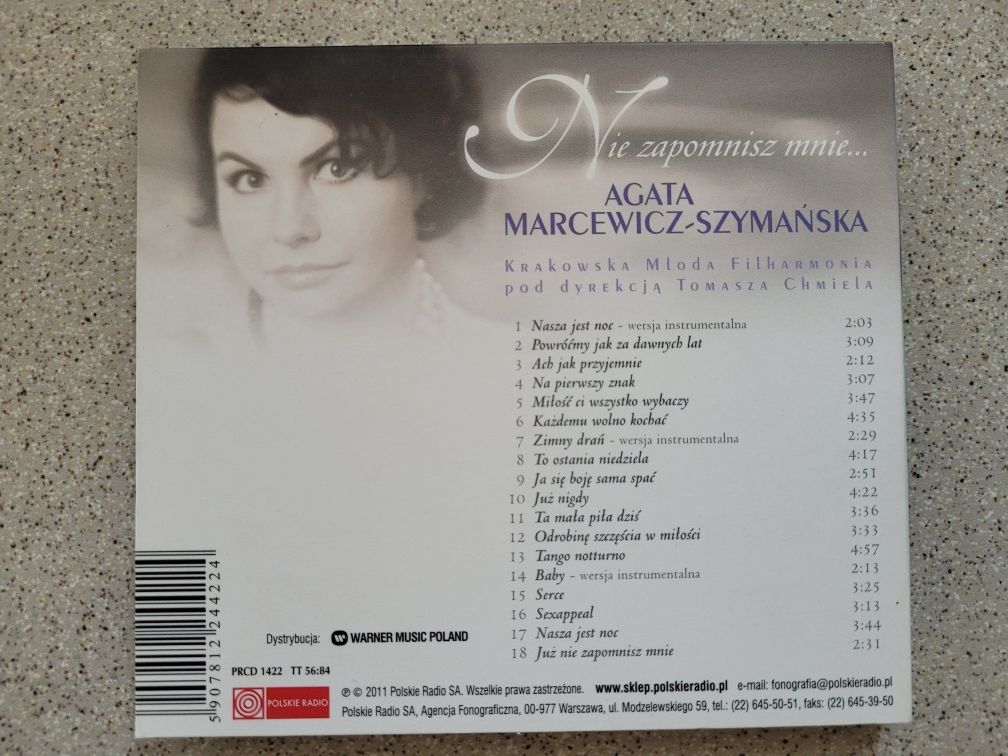 Nie zapomnisz mnie...
AGATA
MARCEWICZ-SZYMAŃSKA
Krakowska Młoda Filharmonia
pod dyrekcją Tomasza Chmiela
1 Nasza jest noc - wersja instrumentalna 2:03
2 Powróćmy jak za dawnych lat 3:09
3 Ach jak przyjemnie 2:12
4 Na pierwszy znak 3:07
5 Miłość ci wszystko wybaczy 3:47
6 Każdemu wolno kochać 4:35
7 Zimny drań - wersja instrumentalna 2:29
8 To ostania niedziela 4:17
9 Ja się boję sama spać 2:51
10 Już nigdy 4:22
11 Ta mała piła dziś 3:36
12 Odrobinę szczęścia w miłości 3:33
13 Tango notturno 4:57
14 Baby - wersja instrumentalna 2:13
15 Serce 3:25
16 Sexappeal 3:13
17 Nasza jest noc 3:44
18 Już nie zapomnisz mnie 2:31
5 907812 244224
Dystrybucja: WARNER MUSIC POLAND
PRCD 1422 TT 56:84
POLSKIE RADIO
℗ © 2011 Polskie Radio SA. Wszelkie prawa zastrzeżone. www.sklep.polskieradio.pl e-mail: fonografia@polskieradio.pl
Polskie Radio SA, Agencja Fonograficzna, 00-977 Warszawa, ul. Modzelewskiego 59, tel.: (22) 645-50-51, faks: (22) 645-39-50